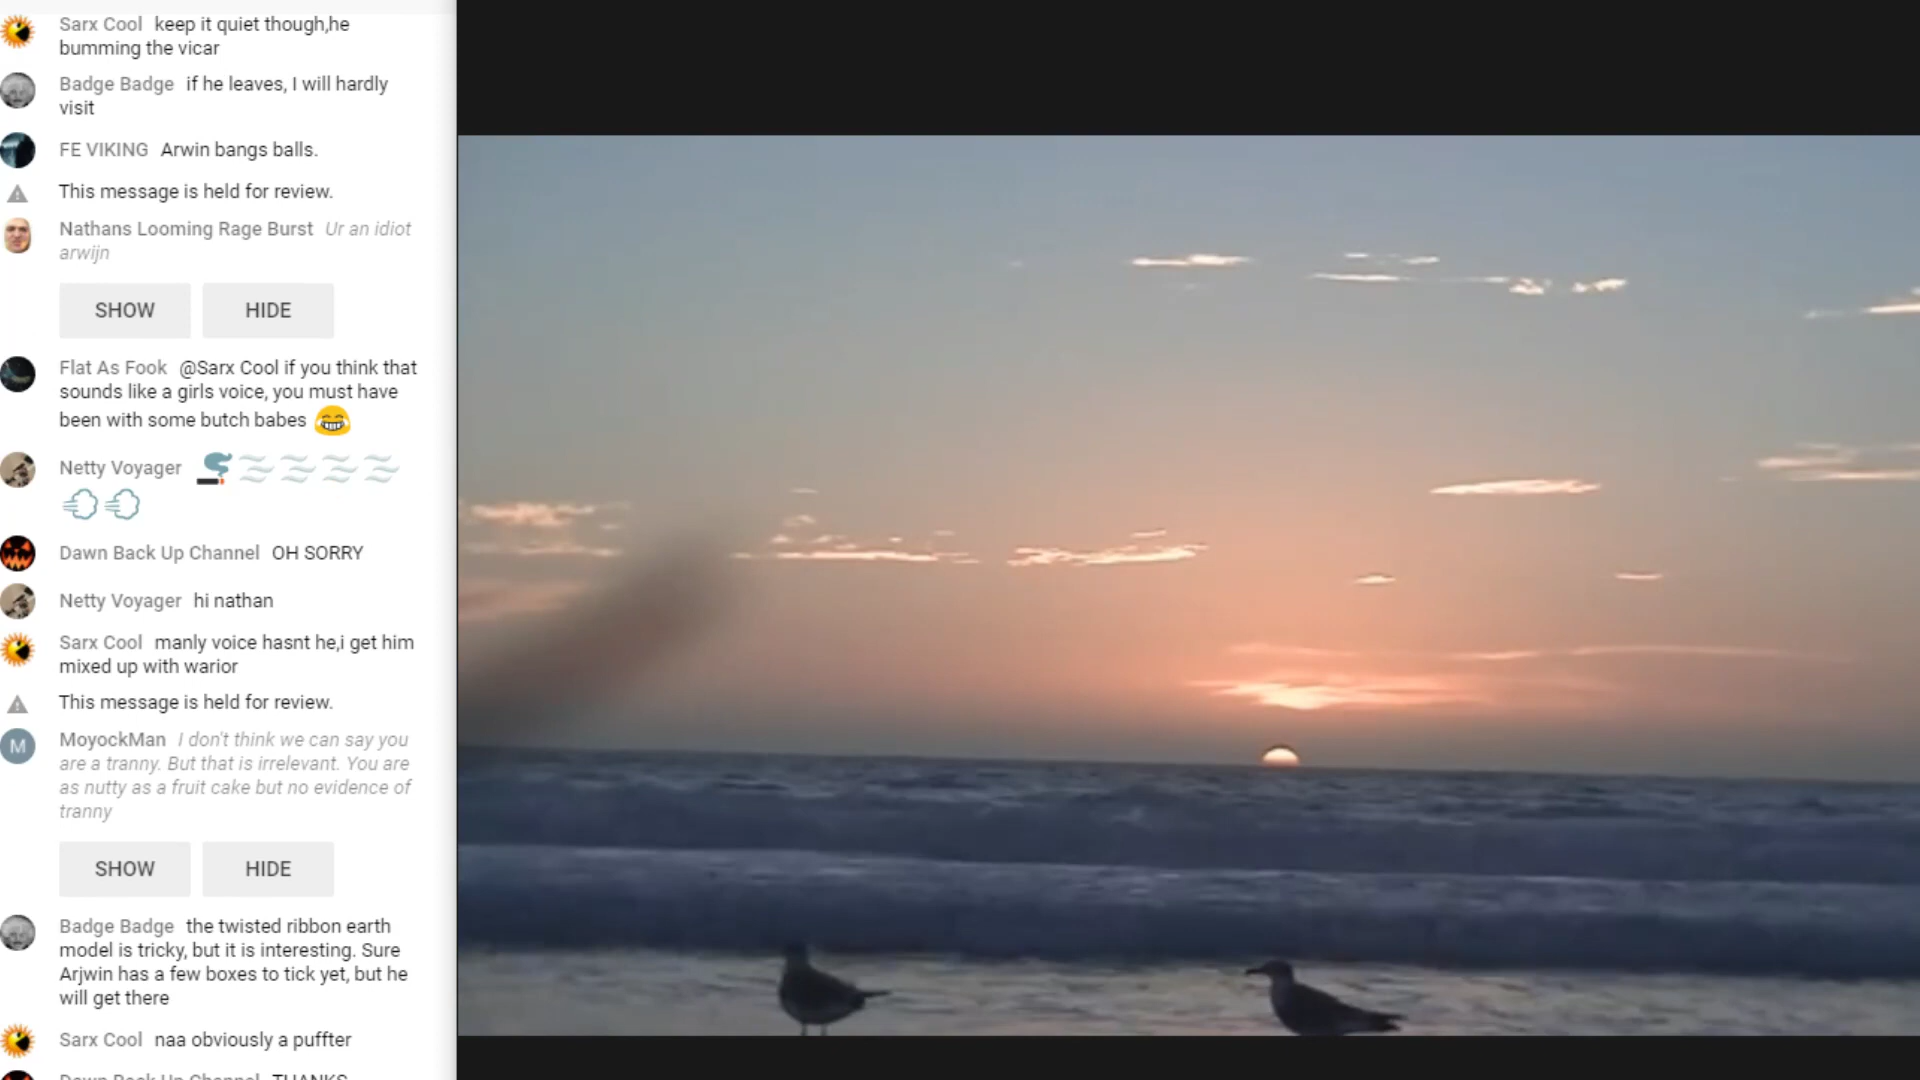 Sarx Cool keep it quiet though,he
bumming the vicar
Badge Badge if he leaves, I will hardly
visit
FE VIKING Arwin bangs balls.
This message is held for review.
Nathans Looming Rage Burst Ur an idiot
arwijn
SHOW HIDE
Flat As Fook @Sarx Cool if you think that
sounds like a girls voice, you must have
been with some butch babes 😂
Netty Voyager 🚬
Dawn Back Up Channel OH SORRY
Netty Voyager hi nathan
Sarx Cool manly voice hasnt he,i get him
mixed up with warior
This message is held for review.
M MoyockMan I don't think we can say you
are a tranny. But that is irrelevant. You are
as nutty as a fruit cake but no evidence of
tranny
SHOW HIDE
Badge Badge the twisted ribbon earth
model is tricky, but it is interesting. Sure
Arjwin has a few boxes to tick yet, but he
will get there
Sarx Cool naa obviously a puffter
Dawn Back Up Channel THANKS